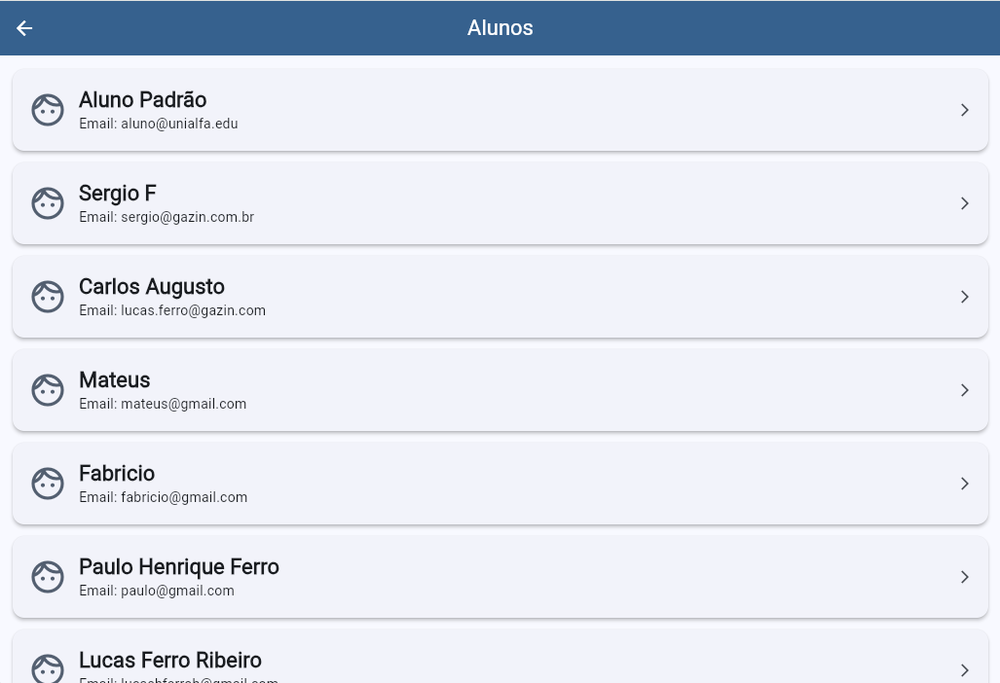 Alunos
Aluno Padrão
Email: aluno@unialfa.edu
Sergio F
Email: sergio@gazin.com.br
Carlos Augusto
Email: lucas.ferro@gazin.com
Mateus
Email: mateus@gmail.com
Fabricio
Email: fabricio@gmail.com
Paulo Henrique Ferro
Email: paulo@gmail.com
Lucas Ferro Ribeiro
Email: